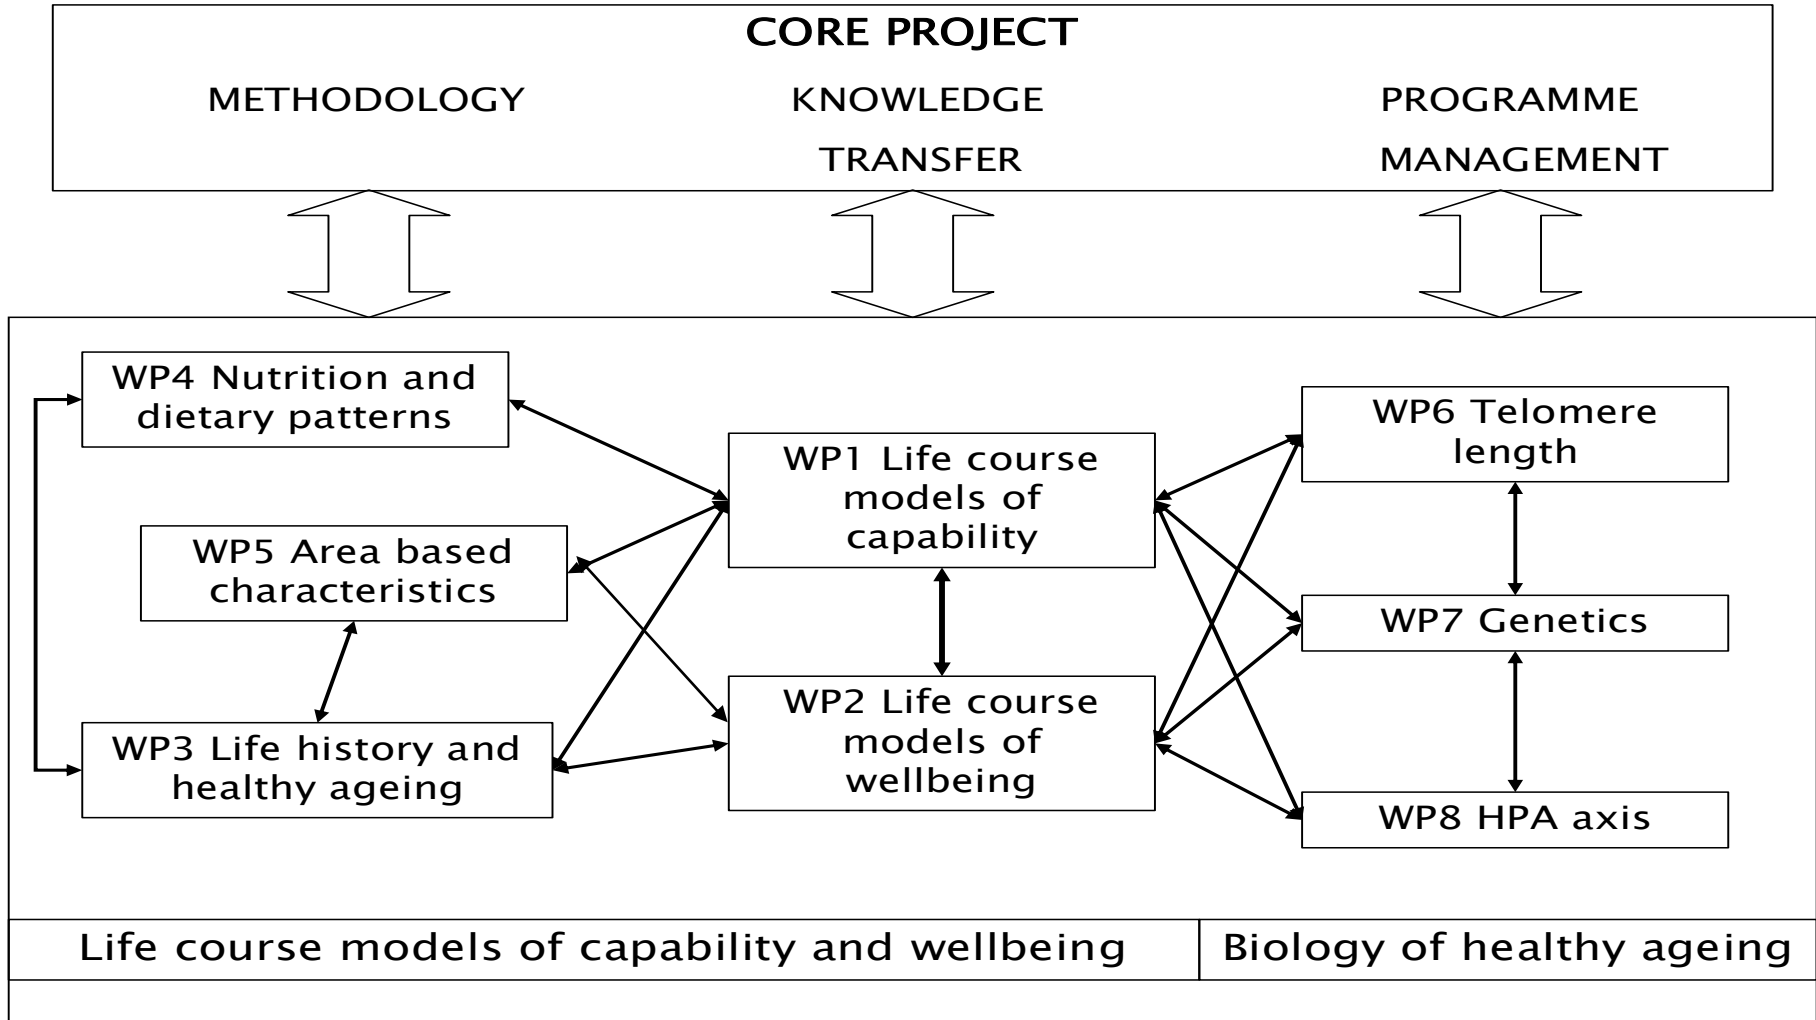 CORE PROJECT
METHODOLOGY
KNOWLEDGE
TRANSFER
PROGRAMME
MANAGEMENT
WP4 Nutrition and
dietary patterns
WP5 Area based
characteristics
WP3 Life history and
healthy ageing
WP1 Life course
models of
capability
WP2 Life course
models of
wellbeing
WP6 Telomere
length
WP7 Genetics
WP8 HPA axis
Life course models of capability and wellbeing
Biology of healthy ageing